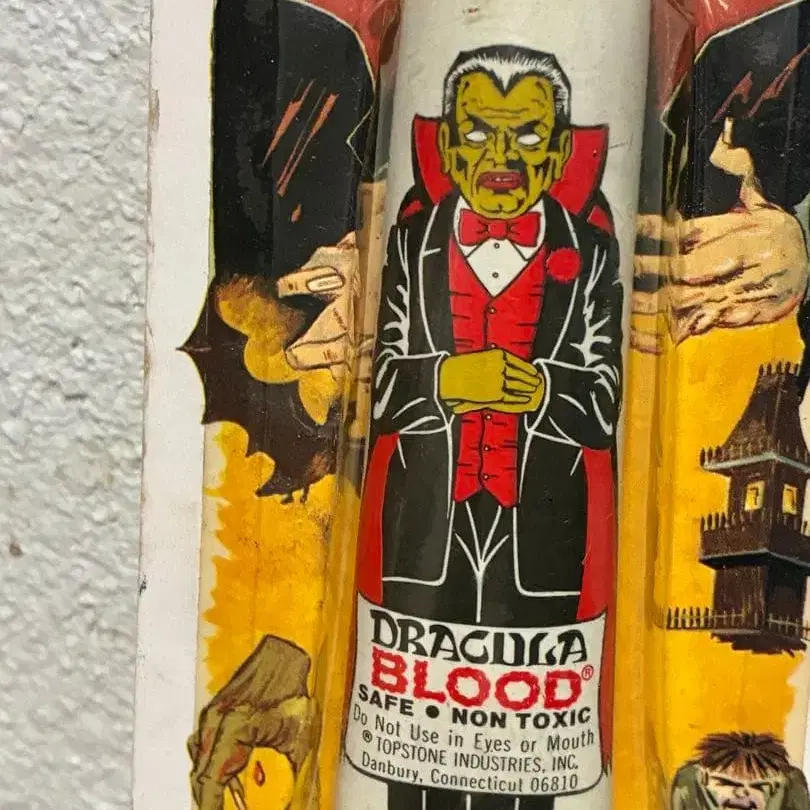 DRACULA
BLOOD®
SAFE • NON TOXIC
Do Not Use in Eyes or Mouth
® TOPSTONE INDUSTRIES, INC.
Danbury, Connecticut 06810